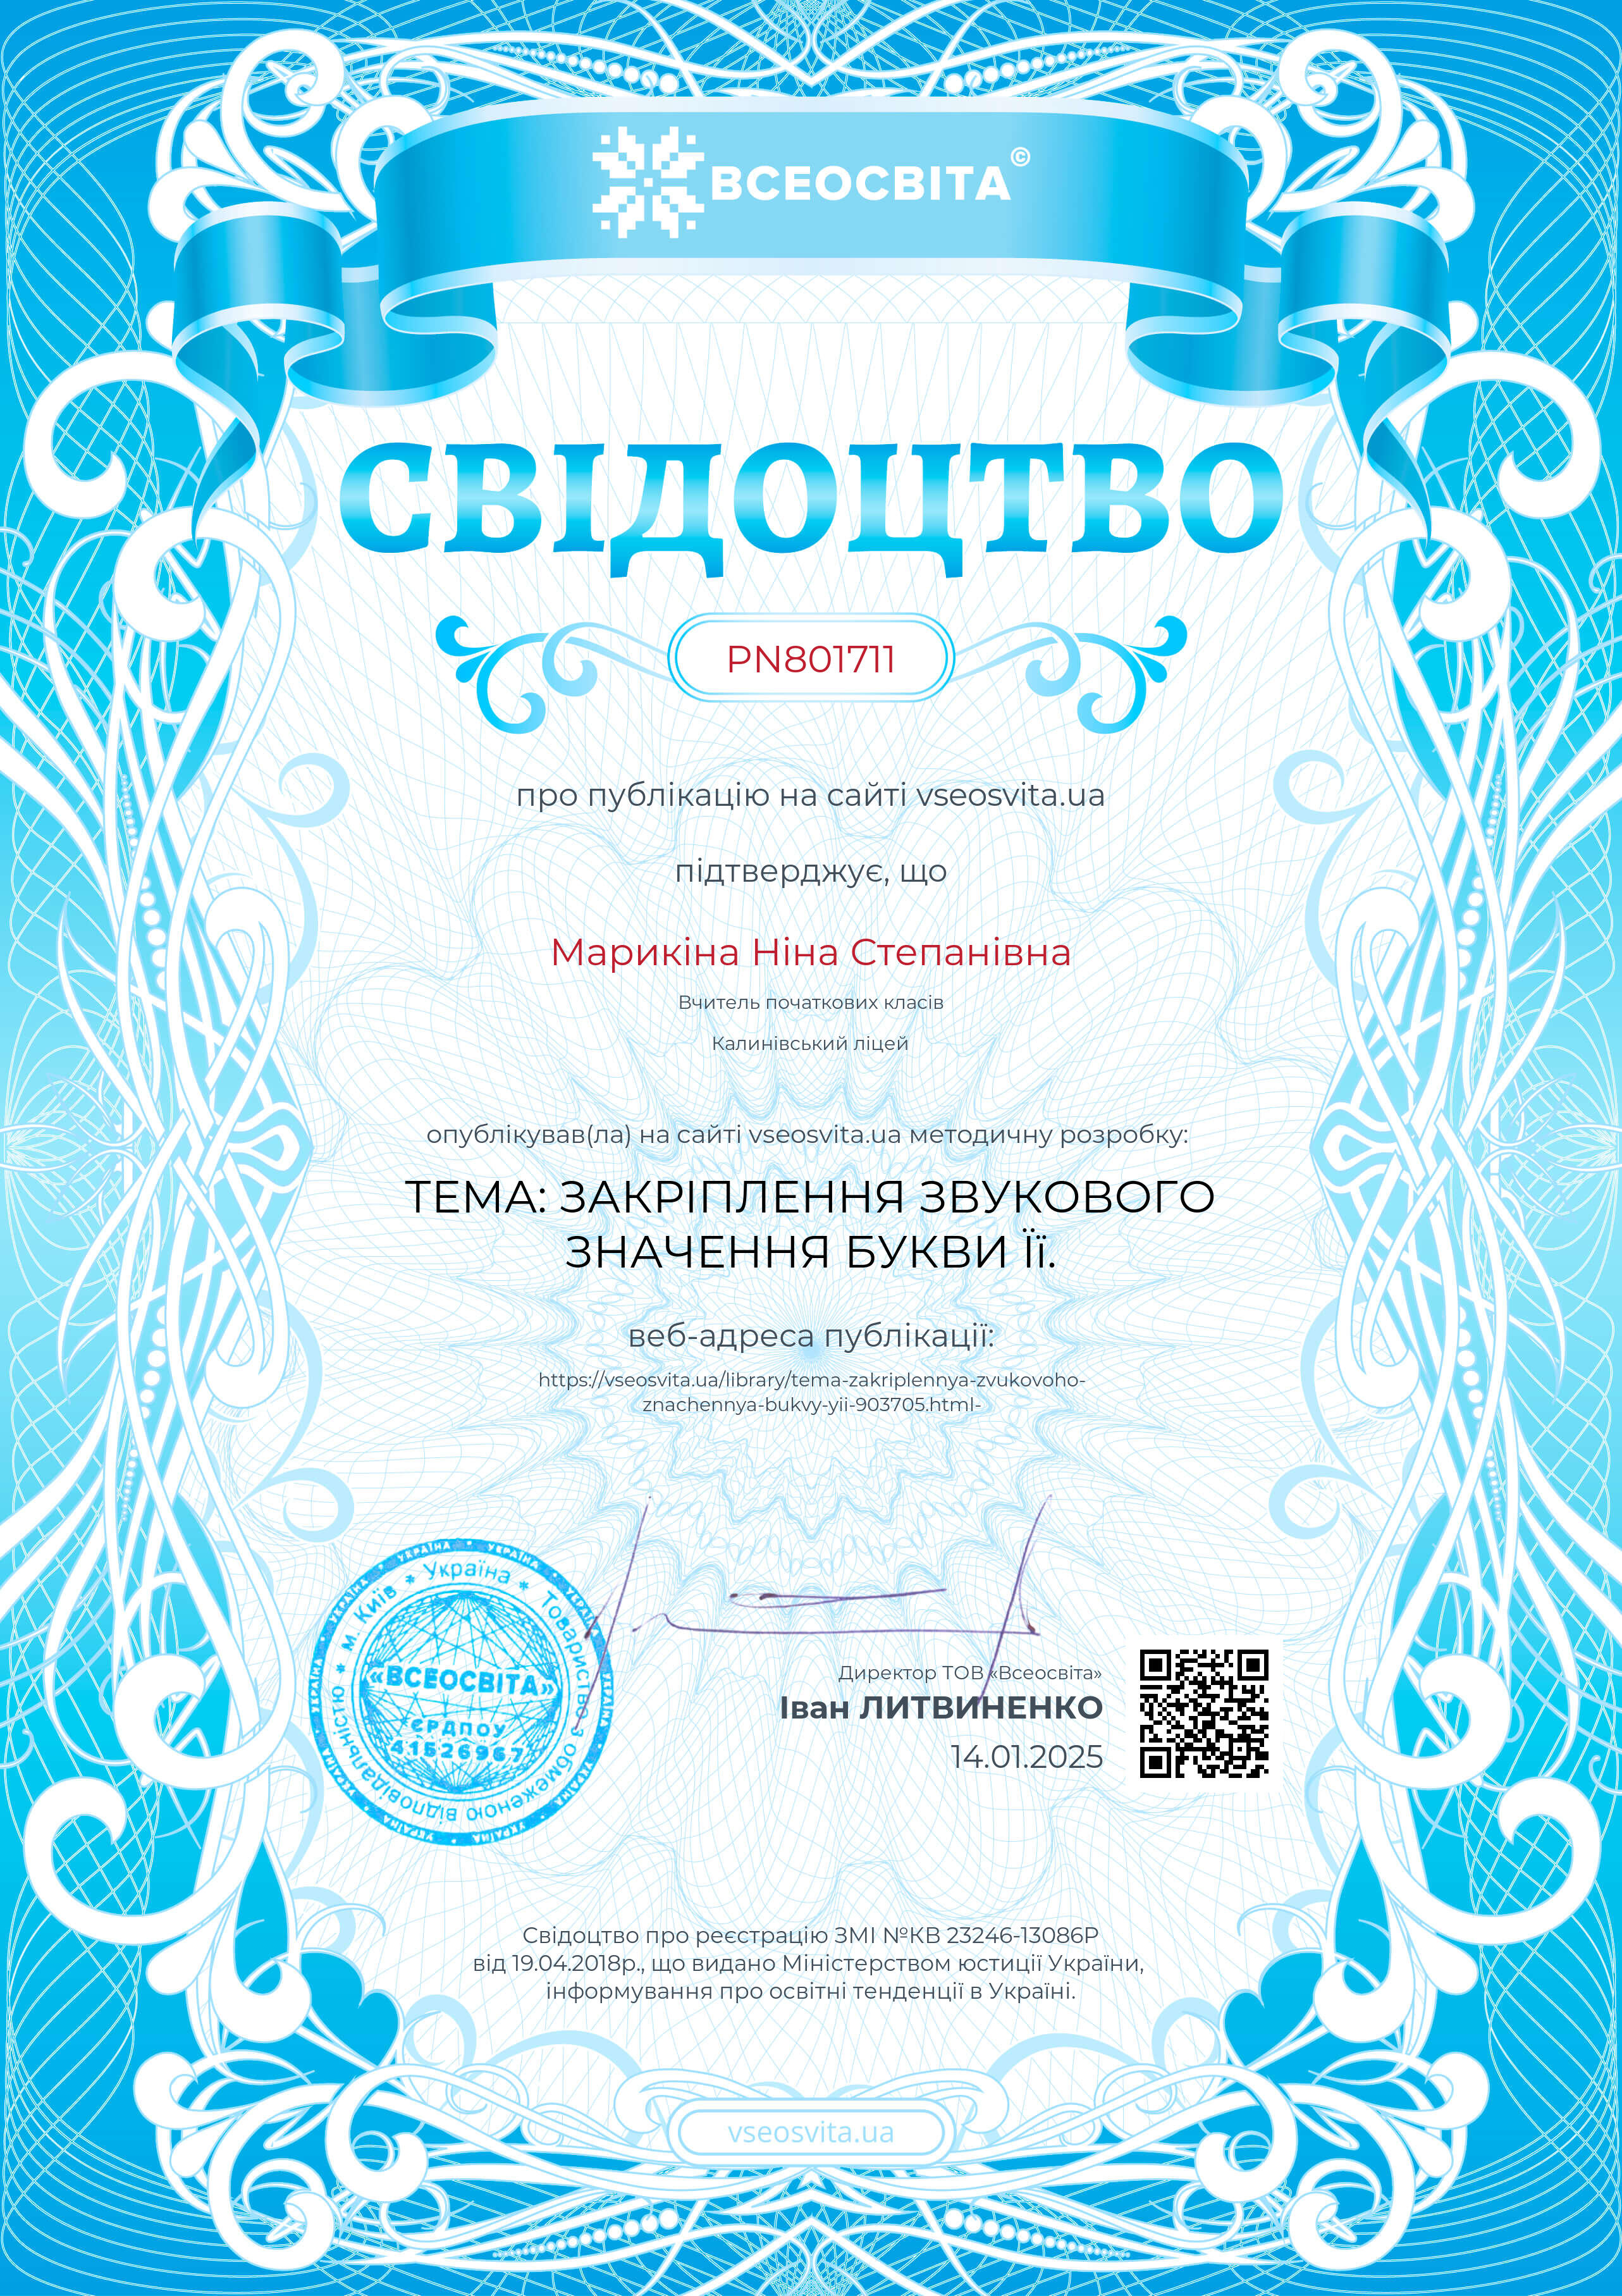 ВСЕОСВІТА©
СВІДОЦТВО
PN801711
про публікацію на сайті vseosvita.ua
підтверджує, що
Марикіна Ніна Степанівна
Вчитель початкових класів
Калинівський ліцей
опублікував(ла) на сайті vseosvita.ua методичну розробку:
ТЕМА: ЗАКРІПЛЕННЯ ЗВУКОВОГО
ЗНАЧЕННЯ БУКВИ Її.
веб-адреса публікації:
https://vseosvita.ua/library/tema-zakriplennya-zvukovoho-
znachennya-bukvy-yii-903705.html-
УКРАЇНА * УКРАЇНА * УКРАЇНА * УКРАЇНА
* м. Київ * Україна * Товариство з обмеженою відповідальністю
«ВСЕОСВІТА»
ЄРДПОУ
41526967
Директор ТОВ «Всеосвіта»
Іван ЛИТВИНЕНКО
14.01.2025
Свідоцтво про реєстрацію ЗМІ №КВ 23246-13086Р
від 19.04.2018р., що видано Міністерством юстиції України,
інформування про освітні тенденції в Україні.
vseosvita.ua